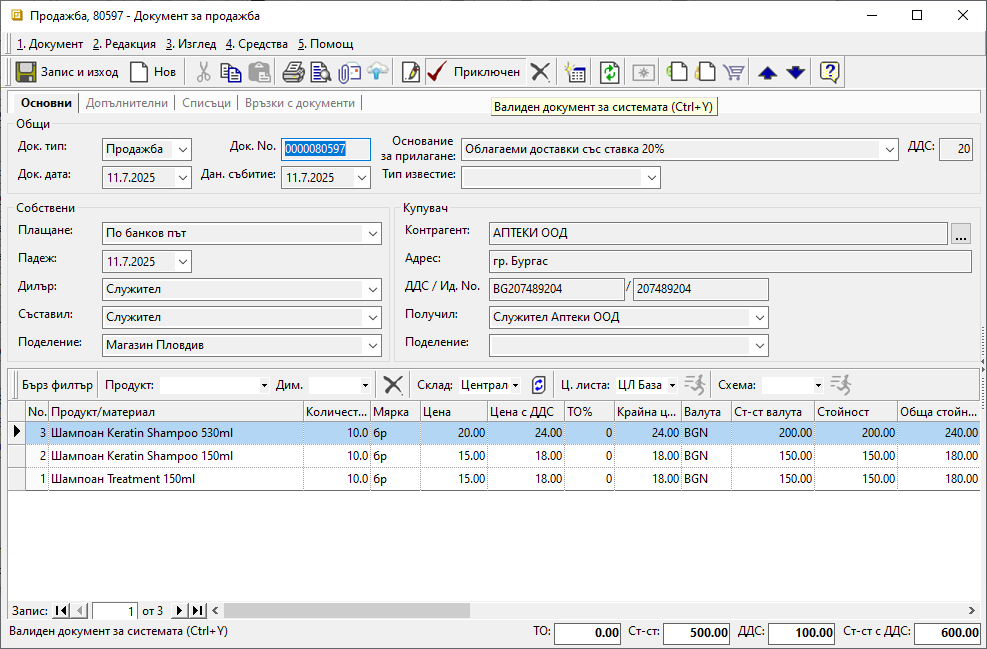 Продажба, 80597 - Документ за продажба
1. Документ 2. Редакция 3. Изглед 4. Средства 5. Помощ
Запис и изход Нов Приключен
Основни Допълнителни Списъци Връзки с документи
Валиден документ за системата (Ctrl+Y)
Общи
Док. тип: Продажба Док. No. 0000080597 Основание за прилагане: Облагаеми доставки със ставка 20% ДДС: 20
Док. дата: 11.7.2025 Дан. събитие: 11.7.2025 Тип известие:
Собствени
Плащане: По банков път
Падеж: 11.7.2025
Дилър: Служител
Съставил: Служител
Поделение: Магазин Пловдив
Купувач
Контрагент: АПТЕКИ ООД ...
Адрес: гр. Бургас
ДДС / Ид. No. BG207489204 / 207489204
Получил: Служител Аптеки ООД
Поделение:
Бърз филтър Продукт: Дим. Склад: Централ Ц. листа: ЦЛ База Схема:
No. Продукт/материал Количест... Мярка Цена Цена с ДДС ТО% Крайна ц... Валута Ст-ст валута Стойност Обща стойн...
3 Шампоан Keratin Shampoo 530ml 10.0 бр 20.00 24.00 0 24.00 BGN 200.00 200.00 240.00
2 Шампоан Keratin Shampoo 150ml 10.0 бр 15.00 18.00 0 18.00 BGN 150.00 150.00 180.00
1 Шампоан Treatment 150ml 10.0 бр 15.00 18.00 0 18.00 BGN 150.00 150.00 180.00
Запис: 1 от 3
Валиден документ за системата (Ctrl+Y) ТО: 0.00 Ст-ст: 500.00 ДДС: 100.00 Ст-ст с ДДС: 600.00